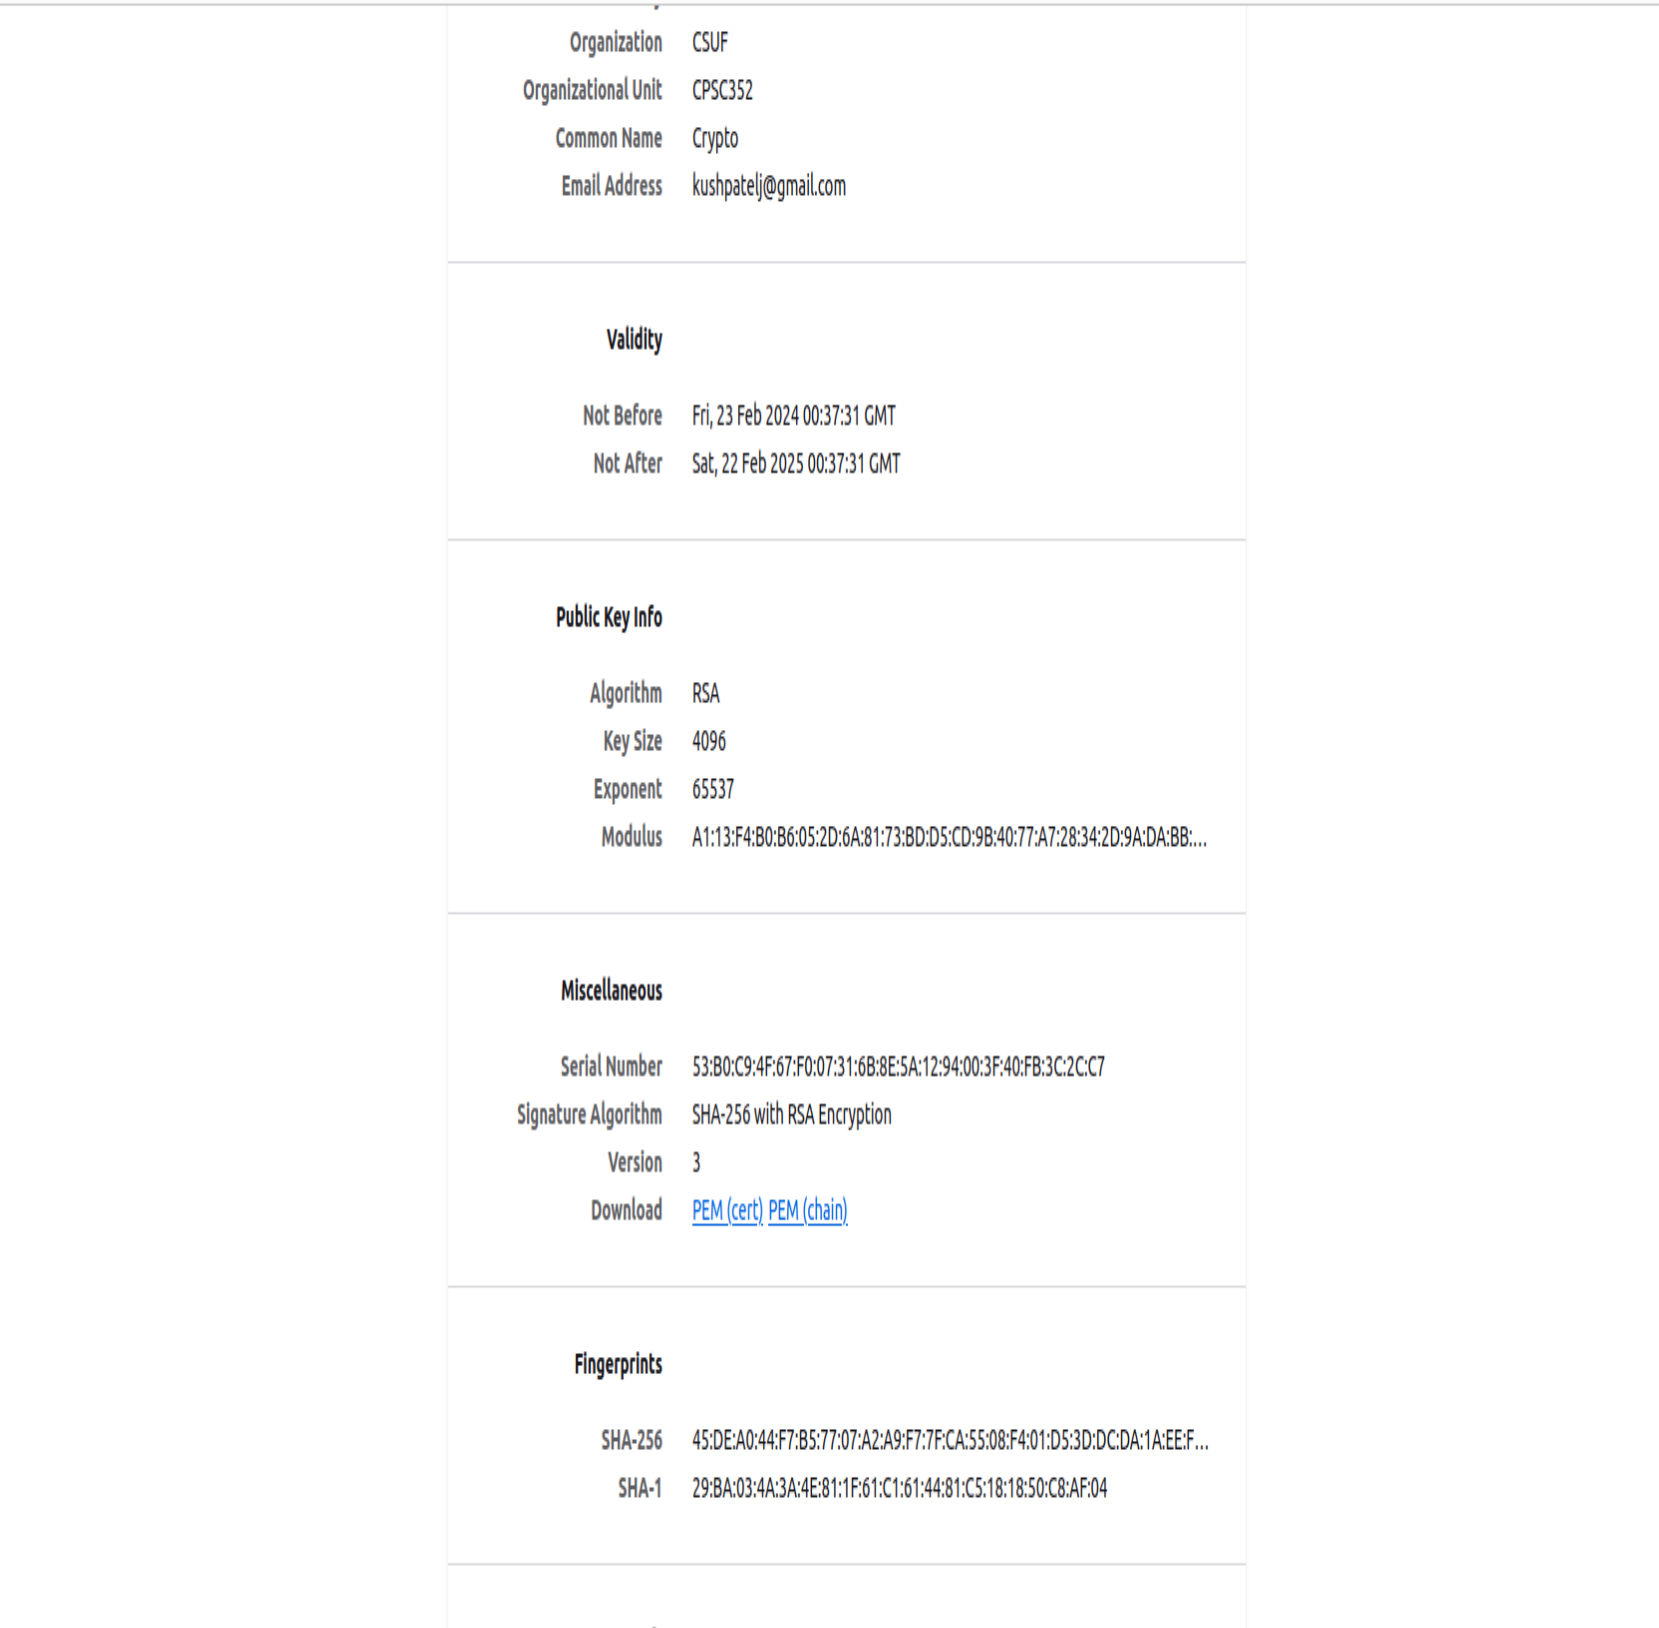 Organization CSUF
Organizational Unit CPSC352
Common Name Crypto
Email Address kushpatelj@gmail.com
Validity
Not Before Fri, 23 Feb 2024 00:37:31 GMT
Not After Sat, 22 Feb 2025 00:37:31 GMT
Public Key Info
Algorithm RSA
Key Size 4096
Exponent 65537
Modulus A1:13:F4:B0:B6:05:2D:6A:81:73:BD:D5:CD:9B:40:77:A7:28:34:2D:9A:DA:BB:...
Miscellaneous
Serial Number 53:B0:C9:4F:67:F0:07:31:6B:8E:5A:12:94:00:3F:40:FB:3C:2C:C7
Signature Algorithm SHA-256 with RSA Encryption
Version 3
Download PEM (cert) PEM (chain)
Fingerprints
SHA-256 45:DE:A0:44:F7:B5:77:07:A2:A9:F7:7F:CA:55:08:F4:01:D5:3D:DC:DA:1A:EE:F...
SHA-1 29:BA:03:4A:3A:4E:81:1F:61:C1:61:44:81:C5:18:18:50:C8:AF:04